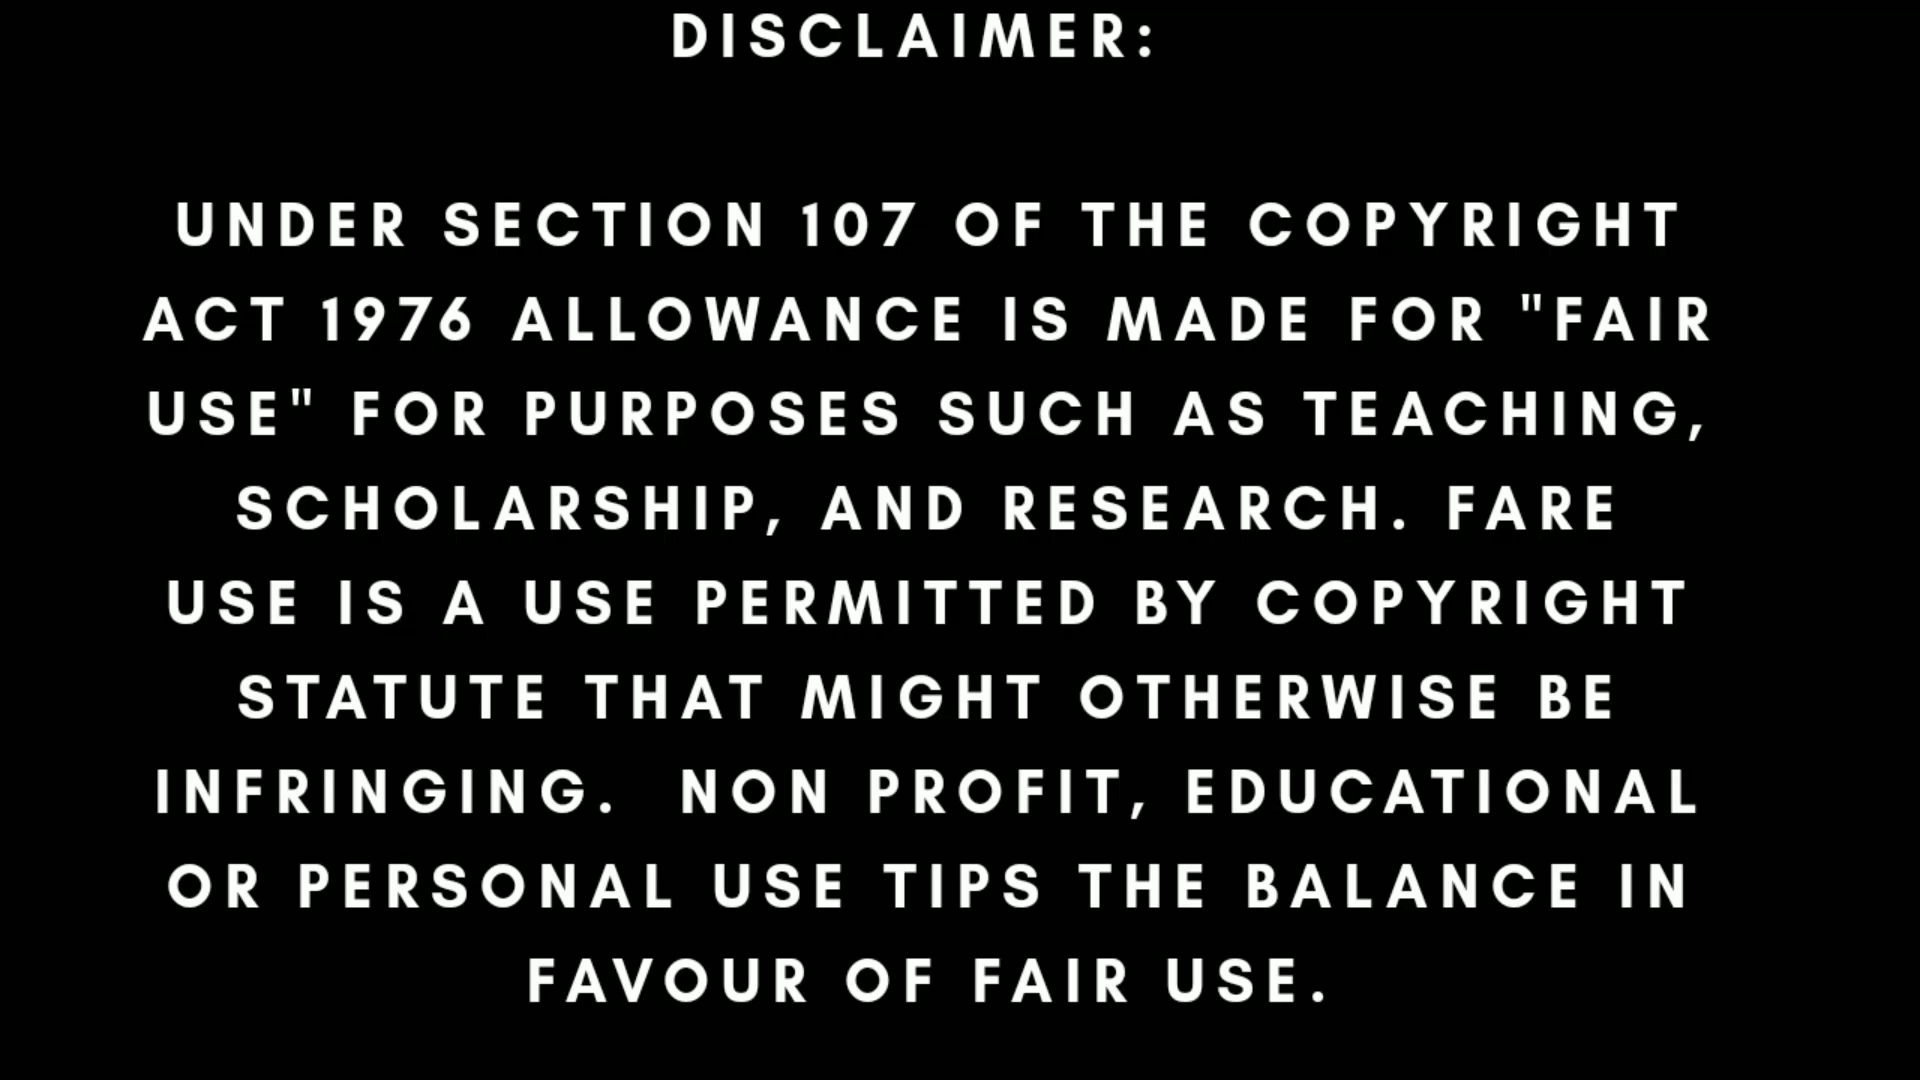 DISCLAIMER:
UNDER SECTION 107 OF THE COPYRIGHT
ACT 1976 ALLOWANCE IS MADE FOR "FAIR
USE" FOR PURPOSES SUCH AS TEACHING,
SCHOLARSHIP, AND RESEARCH. FARE
USE IS A USE PERMITTED BY COPYRIGHT
STATUTE THAT MIGHT OTHERWISE BE
INFRINGING.  NON PROFIT, EDUCATIONAL
OR PERSONAL USE TIPS THE BALANCE IN
FAVOUR OF FAIR USE.